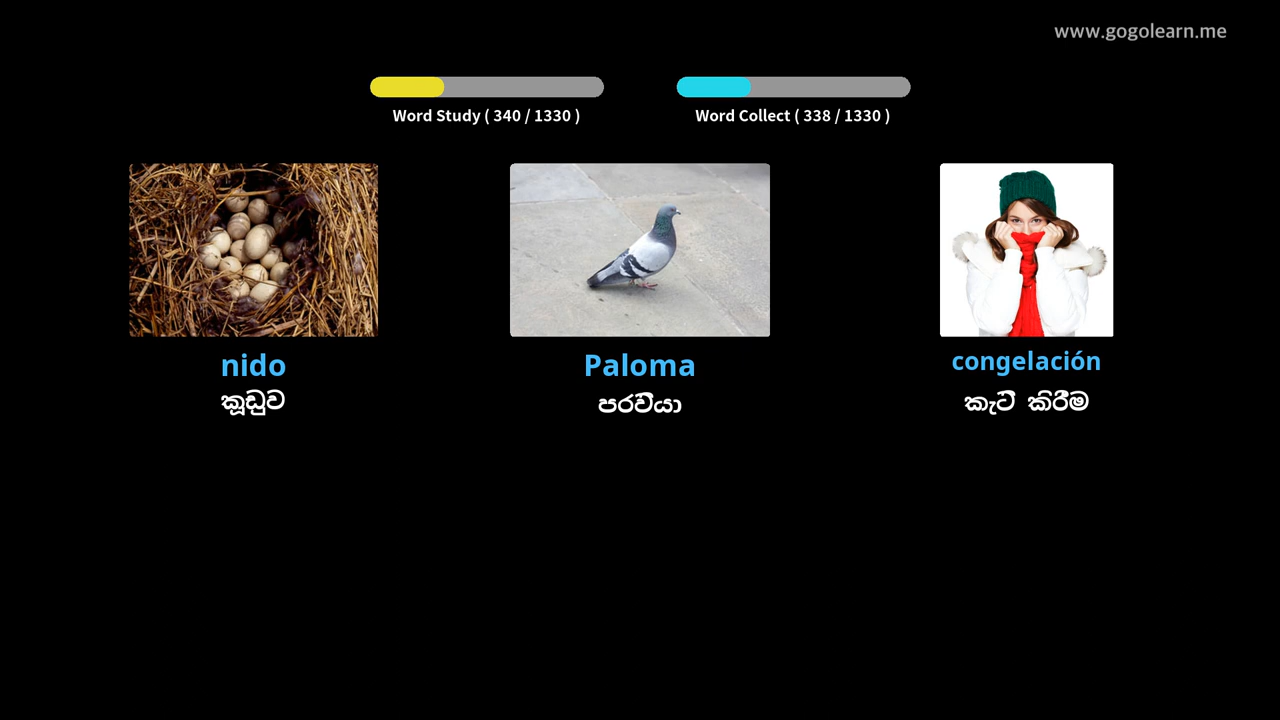 www.gogolearn.me
Word Study ( 340 / 1330 )
Word Collect ( 338 / 1330 )
nido
කූඩුව
Paloma
පරවියා
congelación
කැටි කිරීම